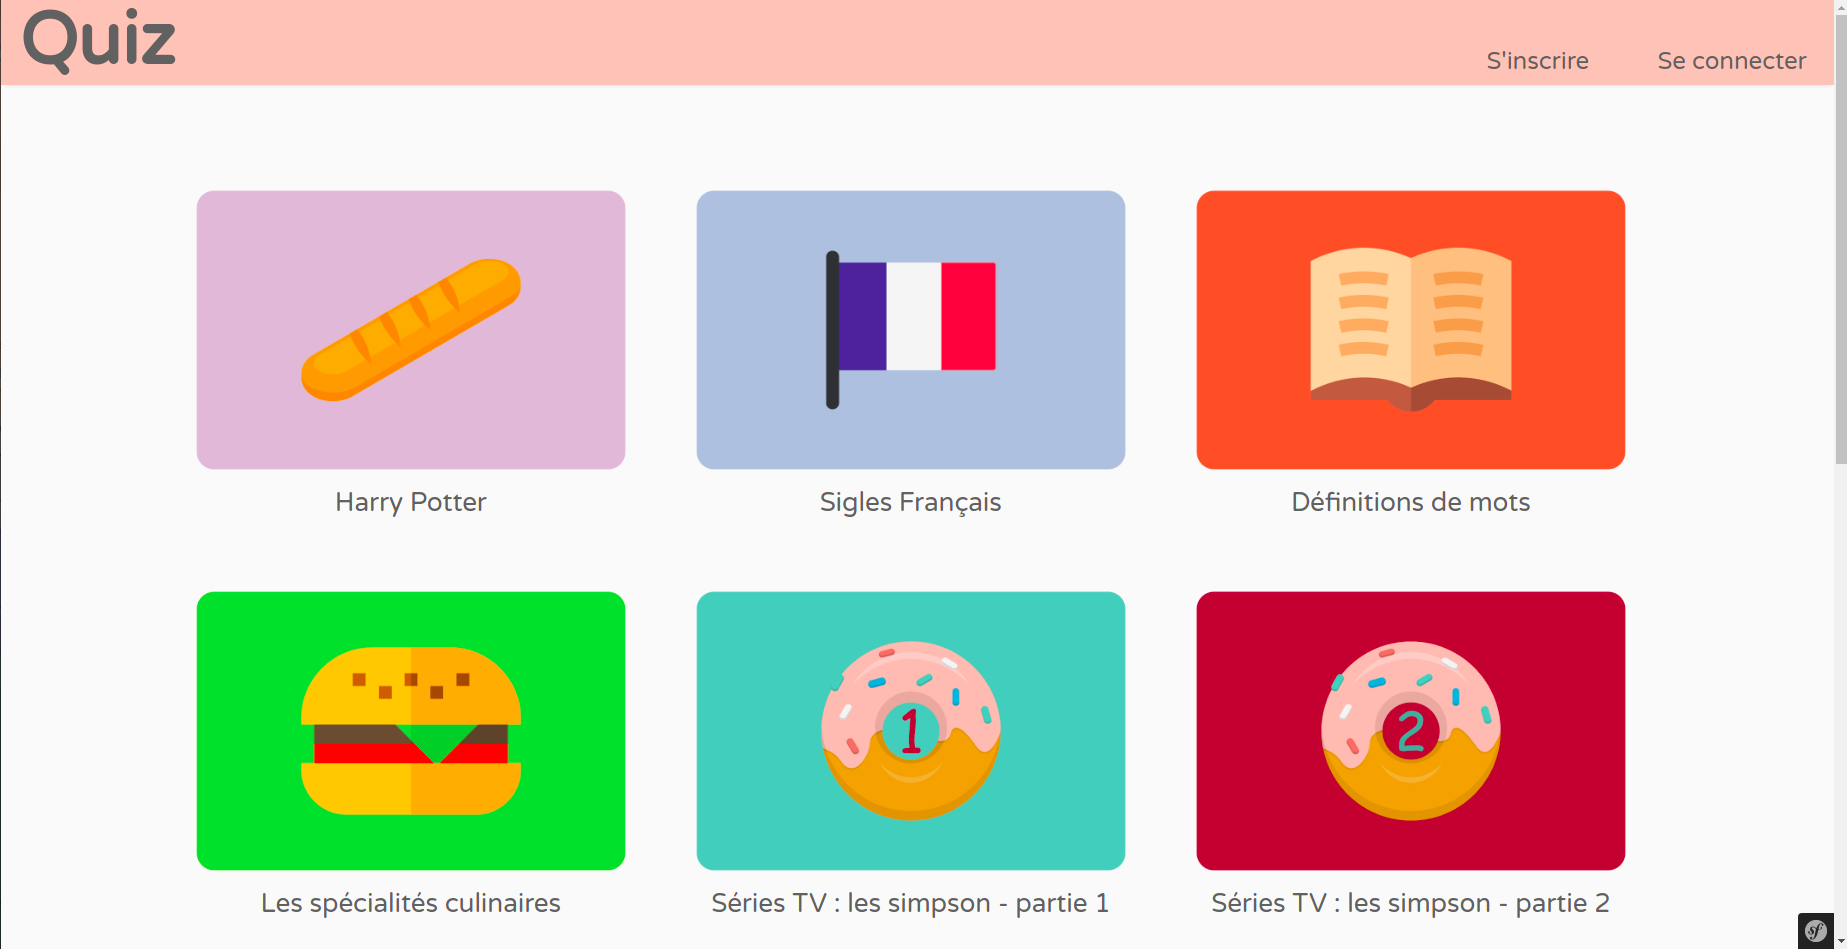 Quiz
S'inscrire
Se connecter
Harry Potter
Sigles Français
Définitions de mots
1
2
Les spécialités culinaires
Séries TV : les simpson - partie 1
Séries TV : les simpson - partie 2
sf